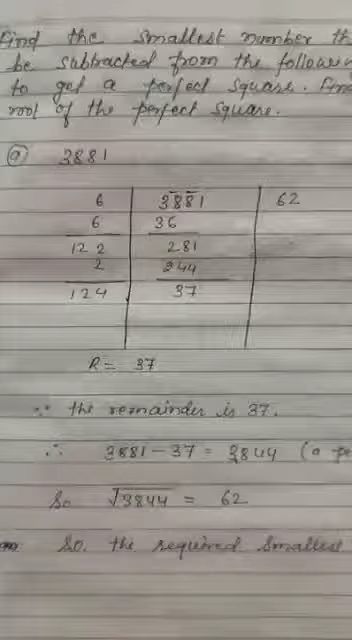 Find the smallest number th
be subtracted from the followin
to get a perfect square. Find
root of the perfect square.
(a) 3881
6 3881 62
6 36
122 281
2 244
124 37
R = 37
∵ the remainder is 37.
∴ 3881 - 37 = 3844 (a pe
So √3844 = 62
So, the required smallest